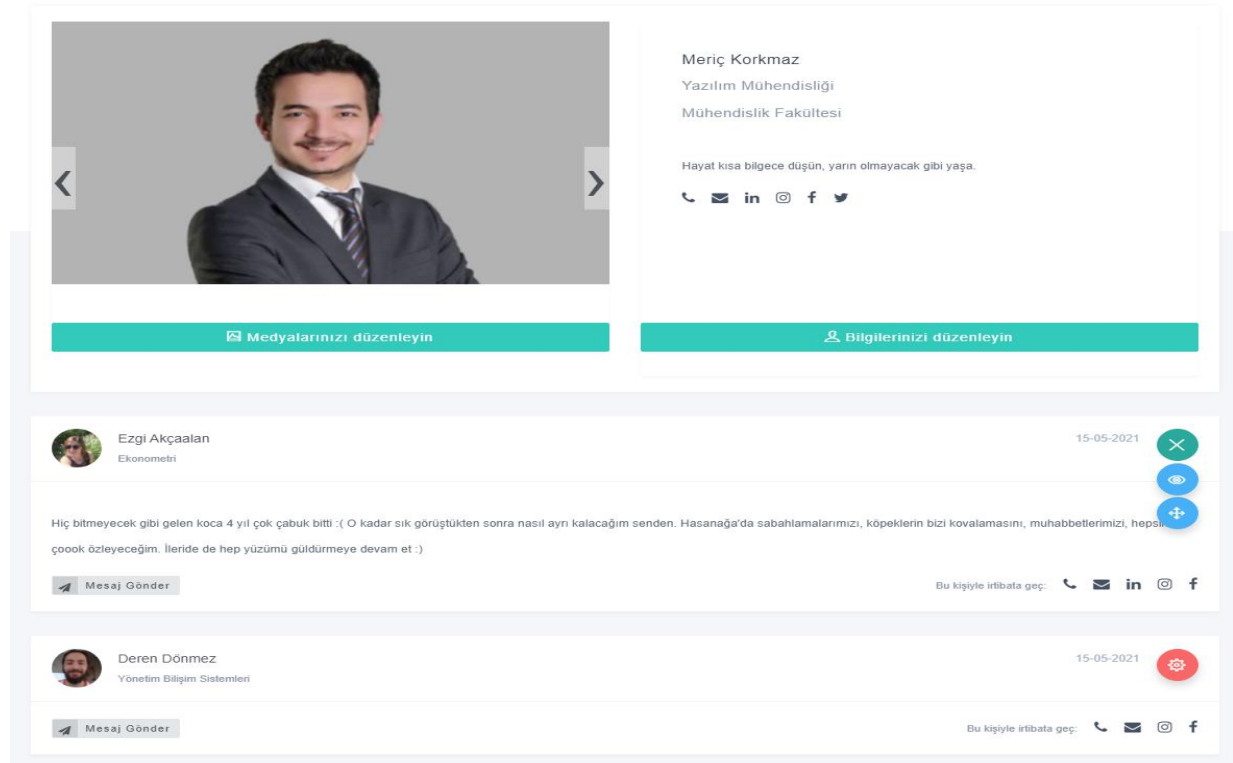 Meriç Korkmaz
Yazılım Mühendisliği
Mühendislik Fakültesi
Hayat kısa bilgece düşün, yarın olmayacak gibi yaşa.
Medyalarınızı düzenleyin
Bilgilerinizi düzenleyin
Ezgi Akçaalan
15-05-2021
Ekonometri
Hiç bitmeyecek gibi gelen koca 4 yıl çok çabuk bitti :( O kadar sık görüştükten sonra nasıl ayrı kalacağım senden. Hasanağa'da sabahlamalarımızı, köpeklerin bizi kovalamasını, muhabbetlerimizi,
çoook özleyeceğim. İleride de hep yüzümü güldürmeye devam et :)
Mesaj Gönder
Bu kişiyle irtibata geç:
Deren Dönmez
15-05-2021
Yönetim Bilişim Sistemleri
Mesaj Gönder
Bu kişiyle irtibata geç: